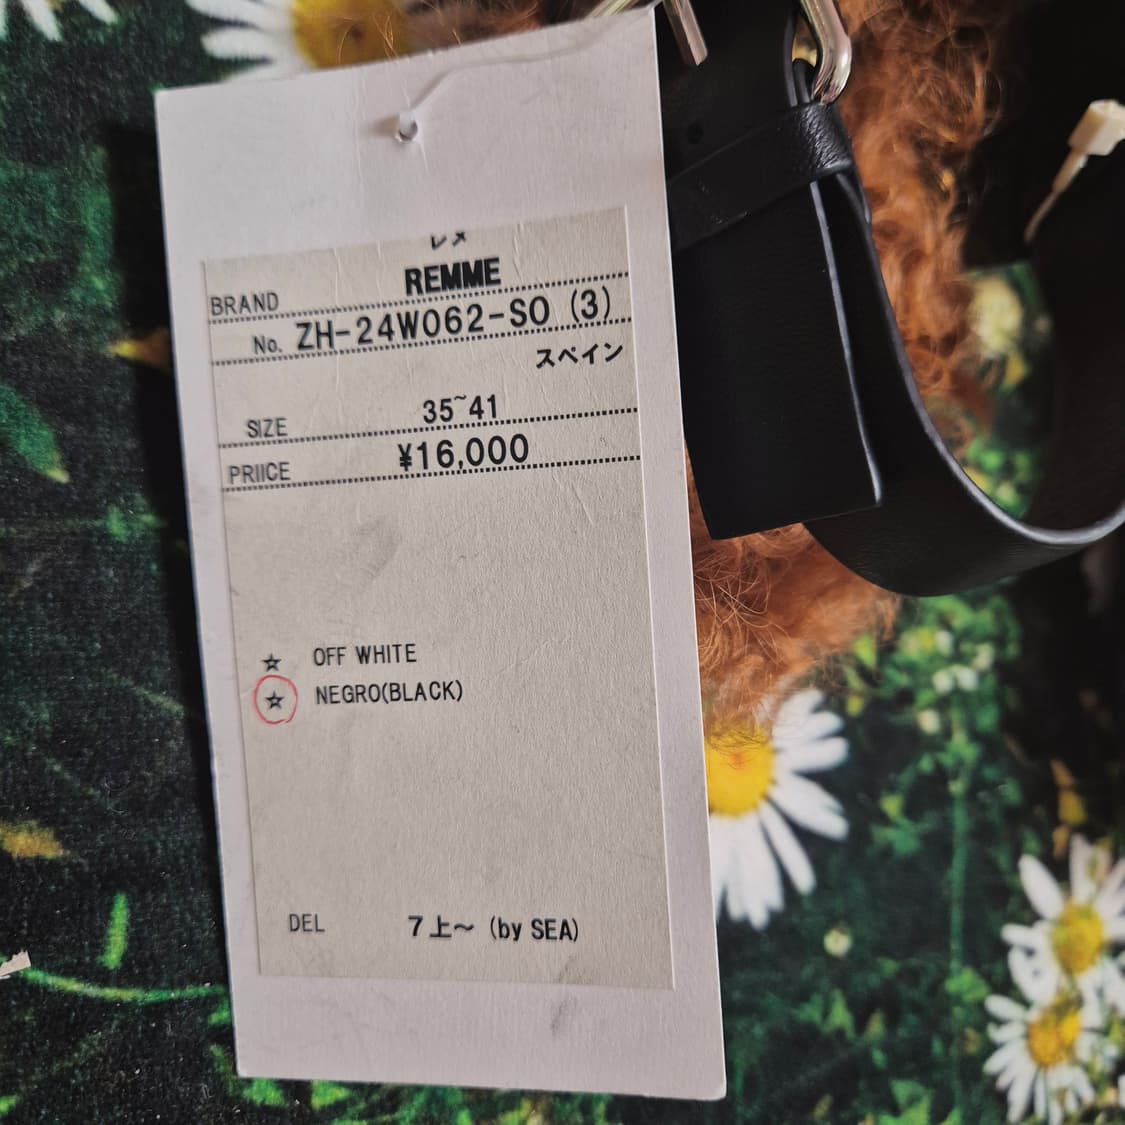 レメ
BRAND REMME
No. ZH-24W062-SO (3)
スペイン
SIZE 35~41
PRIICE ¥16,000
☆ OFF WHITE
☆ NEGRO(BLACK)
DEL 7上～ (by SEA)